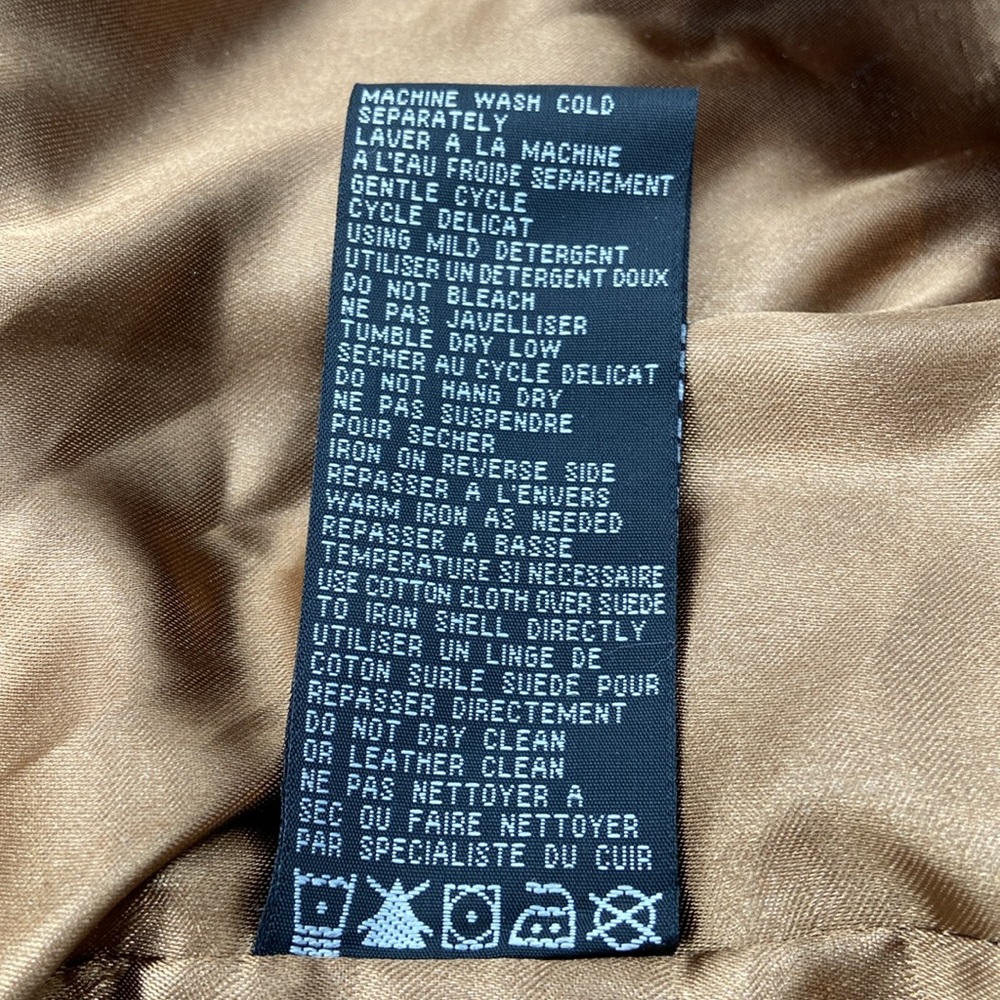 MACHINE WASH COLD
SEPARATELY
LAVER A LA MACHINE
A L'EAU FROIDE SEPAREMENT
GENTLE CYCLE
CYCLE DELICAT
USING MILD DETERGENT
UTILISER UN DETERGENT DOUX
DO NOT BLEACH
NE PAS JAVELLISER
TUMBLE DRY LOW
SECHER AU CYCLE DELICAT
DO NOT HANG DRY
NE PAS SUSPENDRE
POUR SECHER
IRON ON REVERSE SIDE
REPASSER A L'ENVERS
WARM IRON AS NEEDED
REPASSER A BASSE
TEMPERATURE SI NECESSAIRE
USE COTTON CLOTH OVER SUEDE
TO IRON SHELL DIRECTLY
UTILISER UN LINGE DE
COTON SURLE SUEDE POUR
REPASSER DIRECTEMENT
DO NOT DRY CLEAN
OR LEATHER CLEAN
NE PAS NETTOYER A
SEC OU FAIRE NETTOYER
PAR SPECIALISTE DU CUIR